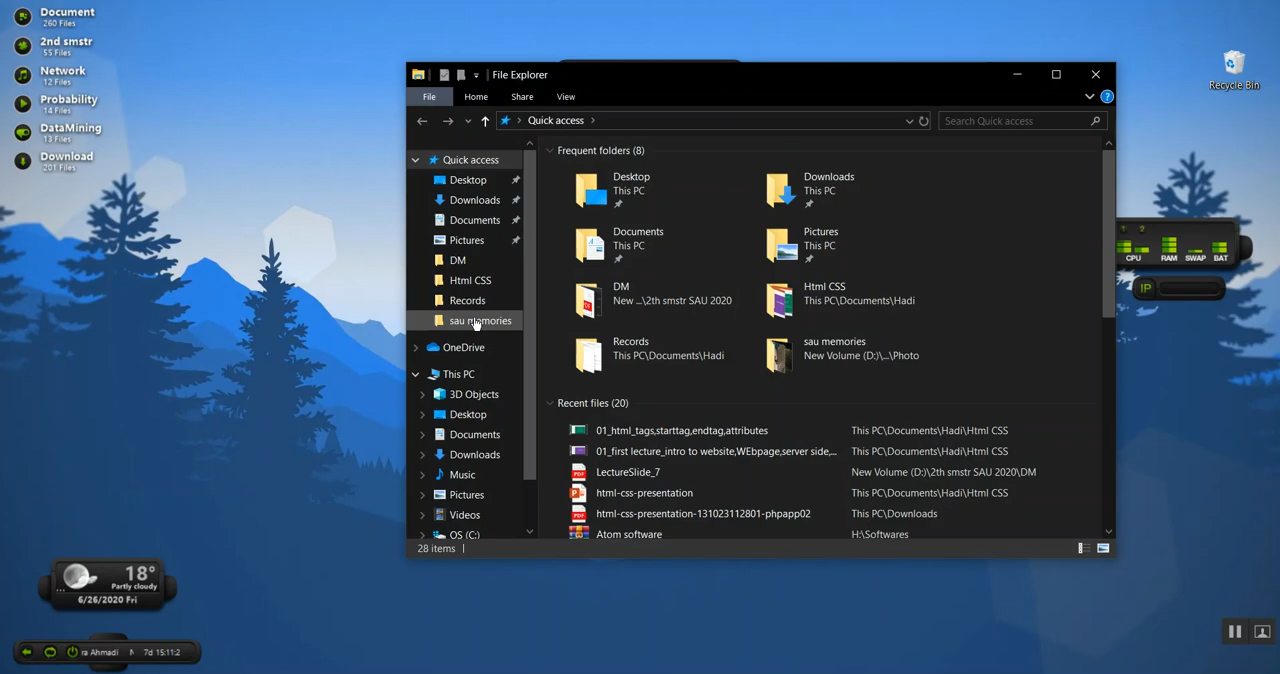 Document
260 Files
2nd smstr
55 Files
Network
12 Files
Probability
14 Files
DataMining
13 Files
Download
201 Files
Recycle Bin
File Explorer
File Home Share View
Quick access
Search Quick access
Quick access
Desktop
Downloads
Documents
Pictures
DM
Html CSS
Records
sau memories
OneDrive
This PC
3D Objects
Desktop
Documents
Downloads
Music
Pictures
Videos
OS (C:)
Frequent folders (8)
Desktop
This PC
Downloads
This PC
Documents
This PC
Pictures
This PC
DM
New ...\2th smstr SAU 2020
Html CSS
This PC\Documents\Hadi
Records
This PC\Documents\Hadi
sau memories
New Volume (D:)\...\Photo
Recent files (20)
01_html_tags,starttag,endtag,attributes This PC\Documents\Hadi\Html CSS
01_first lecture_intro to website,WEbpage,server side,... This PC\Documents\Hadi\Html CSS
LectureSlide_7 New Volume (D:)\2th smstr SAU 2020\DM
html-css-presentation This PC\Documents\Hadi\Html CSS
html-css-presentation-131023112801-phpapp02 This PC\Downloads
Atom software H:\Softwares
28 items
1 2
CPU RAM SWAP BAT
IP
18°
Partly cloudy
6/26/2020 Fri
ra Ahmadi N 7d 15:11:2